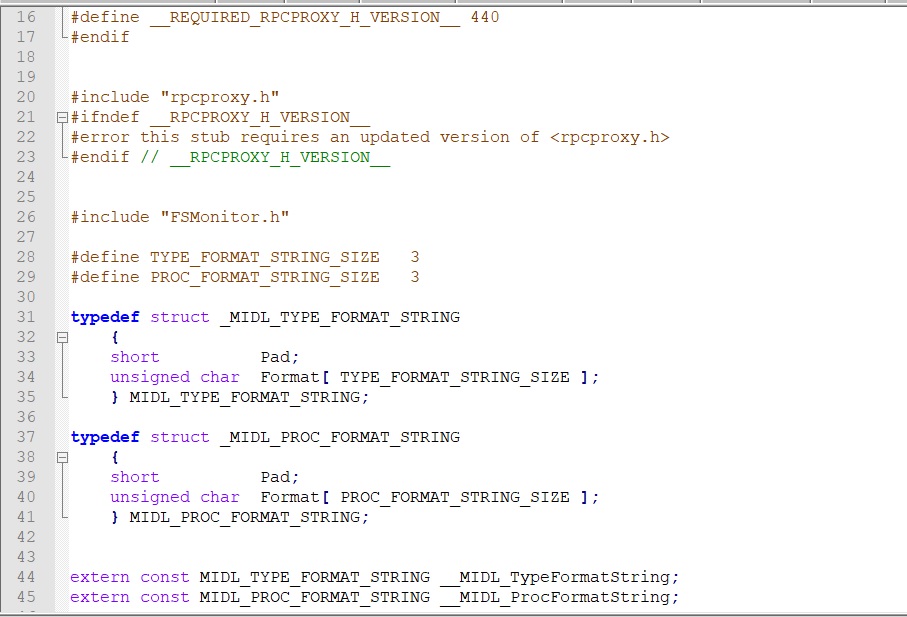 16 #define __REQUIRED_RPCPROXY_H_VERSION__ 440
17 #endif
18
19
20 #include "rpcproxy.h"
21 #ifndef __RPCPROXY_H_VERSION__
22 #error this stub requires an updated version of <rpcproxy.h>
23 #endif // __RPCPROXY_H_VERSION__
24
25
26 #include "FSMonitor.h"
27
28 #define TYPE_FORMAT_STRING_SIZE   3
29 #define PROC_FORMAT_STRING_SIZE   3
30
31 typedef struct _MIDL_TYPE_FORMAT_STRING
32     {
33     short          Pad;
34     unsigned char  Format[ TYPE_FORMAT_STRING_SIZE ];
35     } MIDL_TYPE_FORMAT_STRING;
36
37 typedef struct _MIDL_PROC_FORMAT_STRING
38     {
39     short          Pad;
40     unsigned char  Format[ PROC_FORMAT_STRING_SIZE ];
41     } MIDL_PROC_FORMAT_STRING;
42
43
44 extern const MIDL_TYPE_FORMAT_STRING __MIDL_TypeFormatString;
45 extern const MIDL_PROC_FORMAT_STRING __MIDL_ProcFormatString;